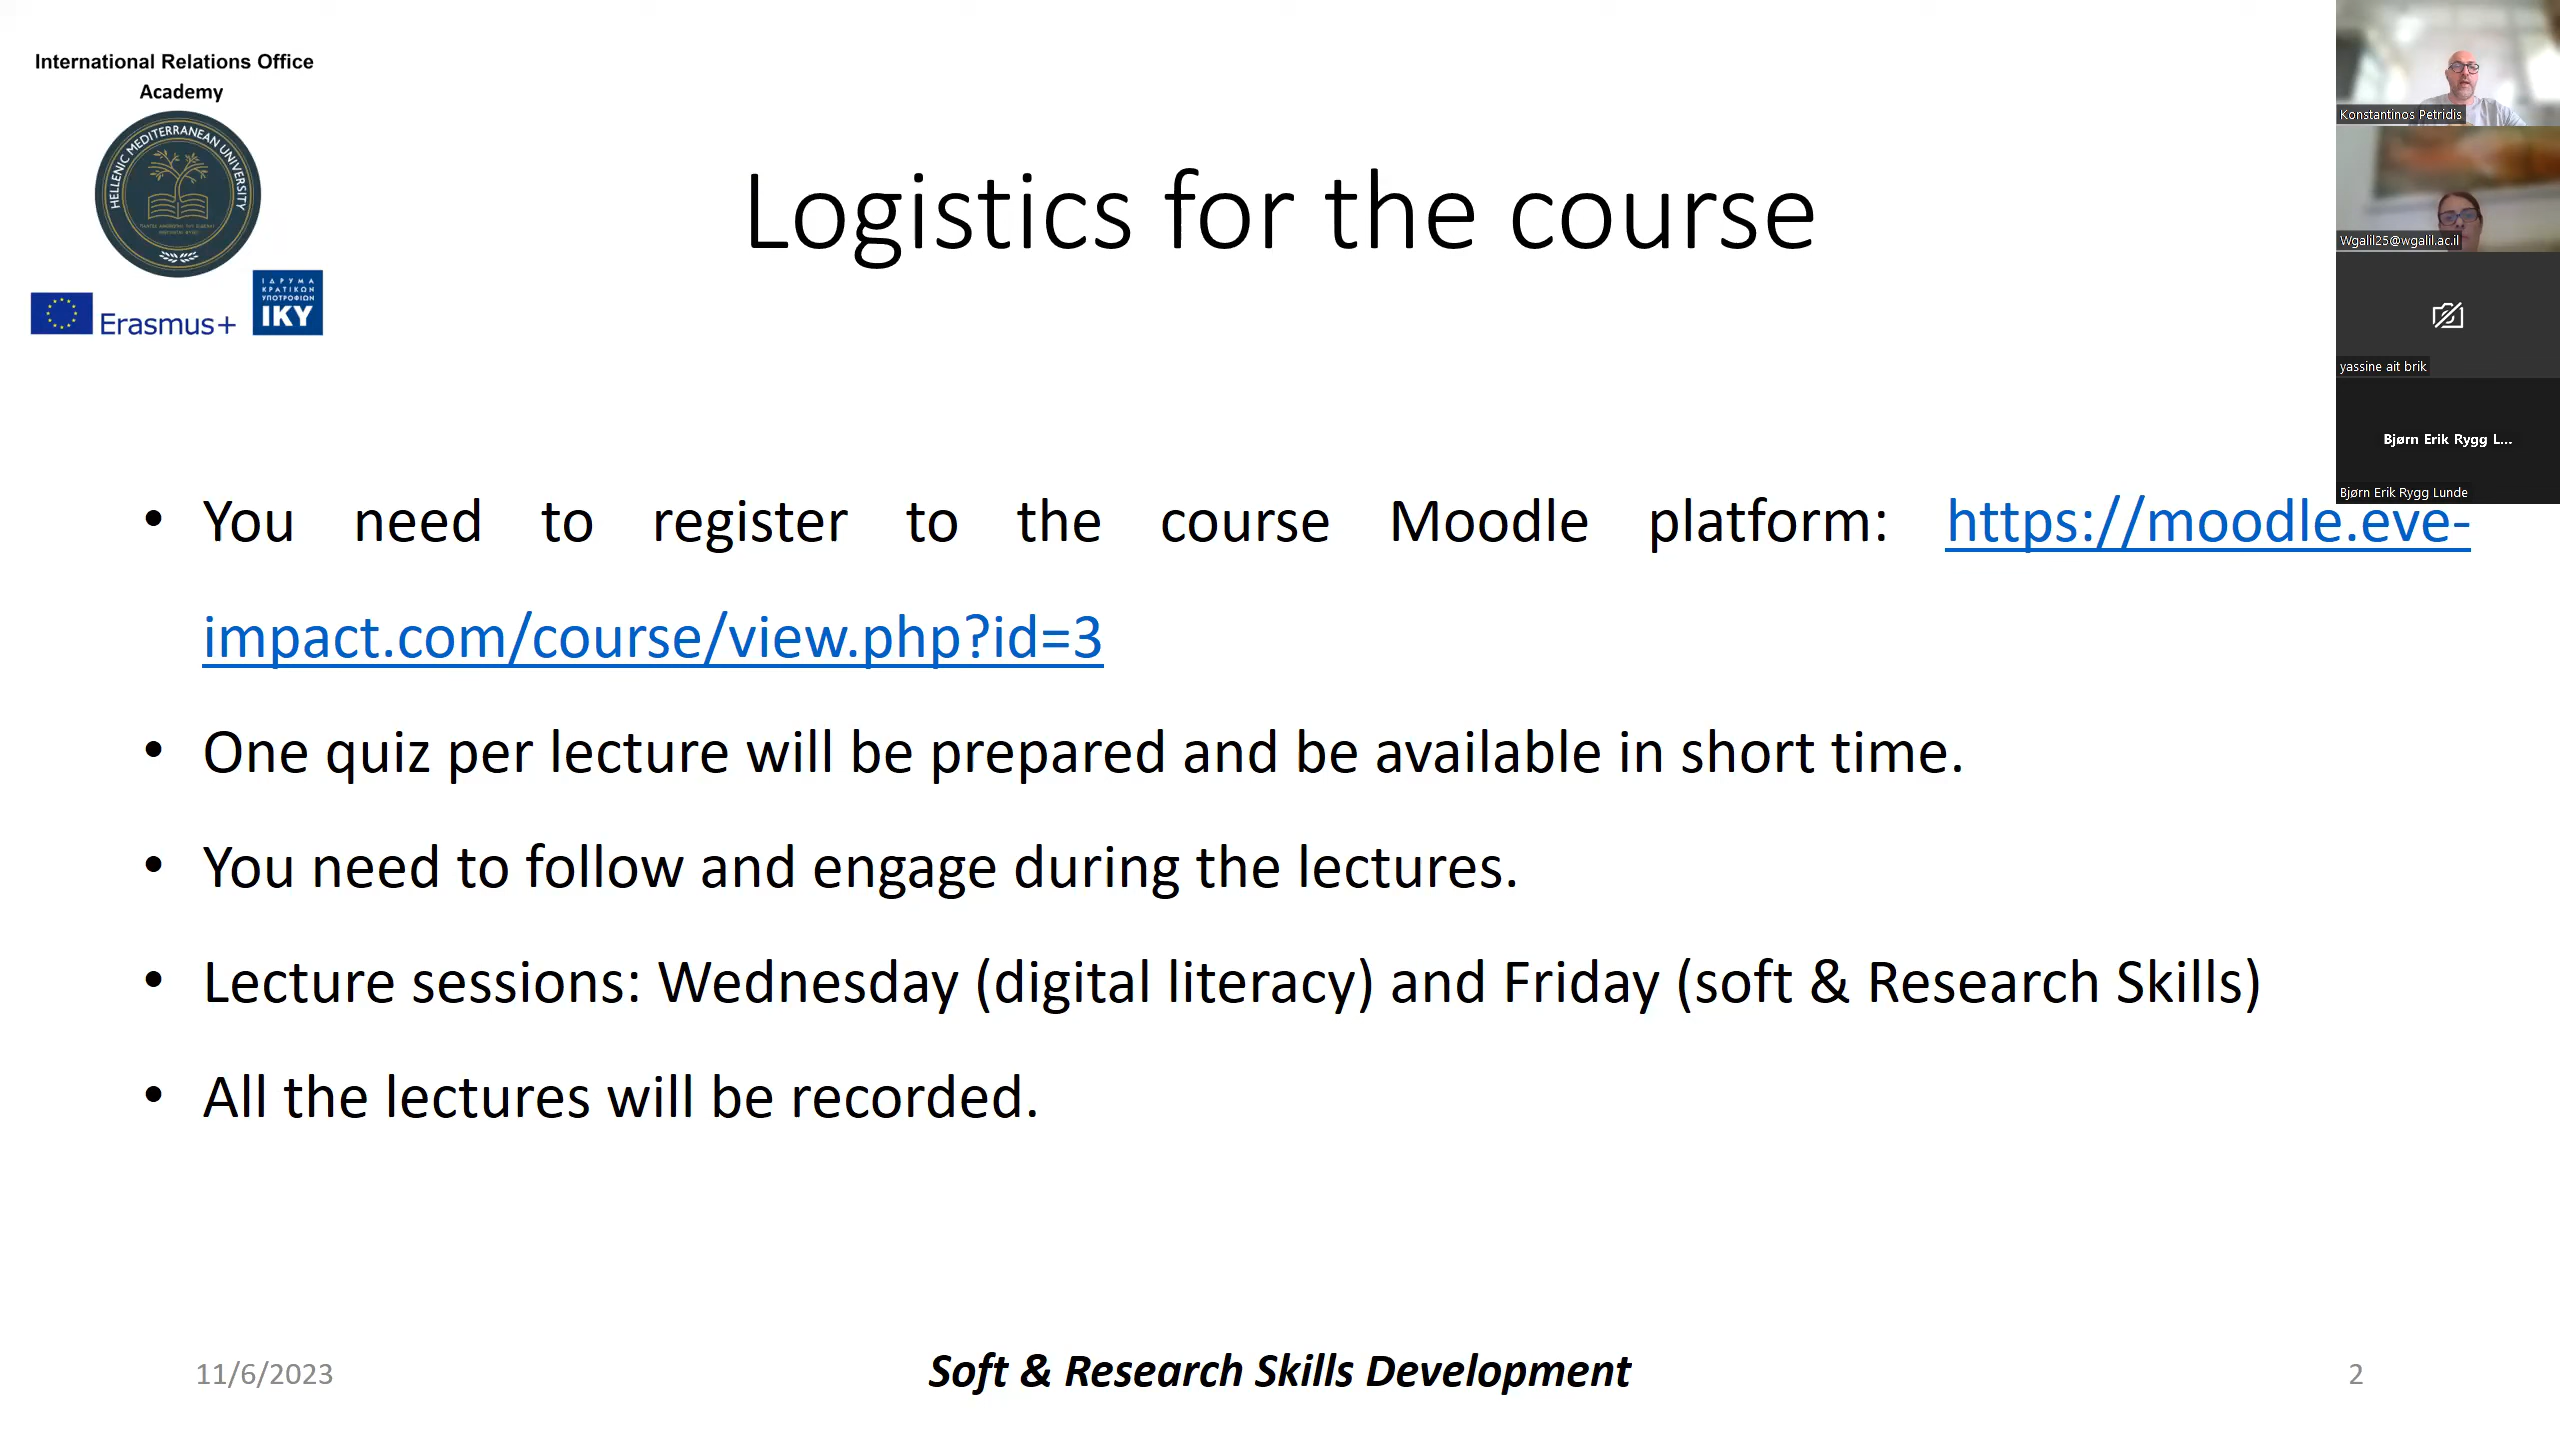 International Relations Office
Academy
HELLENIC MEDITERRANEAN UNIVERSITY
Erasmus+
ΙΔΡΥΜΑ
ΚΡΑΤΙΚΩΝ
ΥΠΟΤΡΟΦΙΩΝ
IKY
Logistics for the course
Konstantinos Petridis
Wgalil25@wgalil.ac.il
yassine ait brik
Bjørn Erik Rygg L...
Bjørn Erik Rygg Lunde
• You need to register to the course Moodle platform: https://moodle.eve-
impact.com/course/view.php?id=3
• One quiz per lecture will be prepared and be available in short time.
• You need to follow and engage during the lectures.
• Lecture sessions: Wednesday (digital literacy) and Friday (soft & Research Skills)
• All the lectures will be recorded.
11/6/2023
Soft & Research Skills Development
2